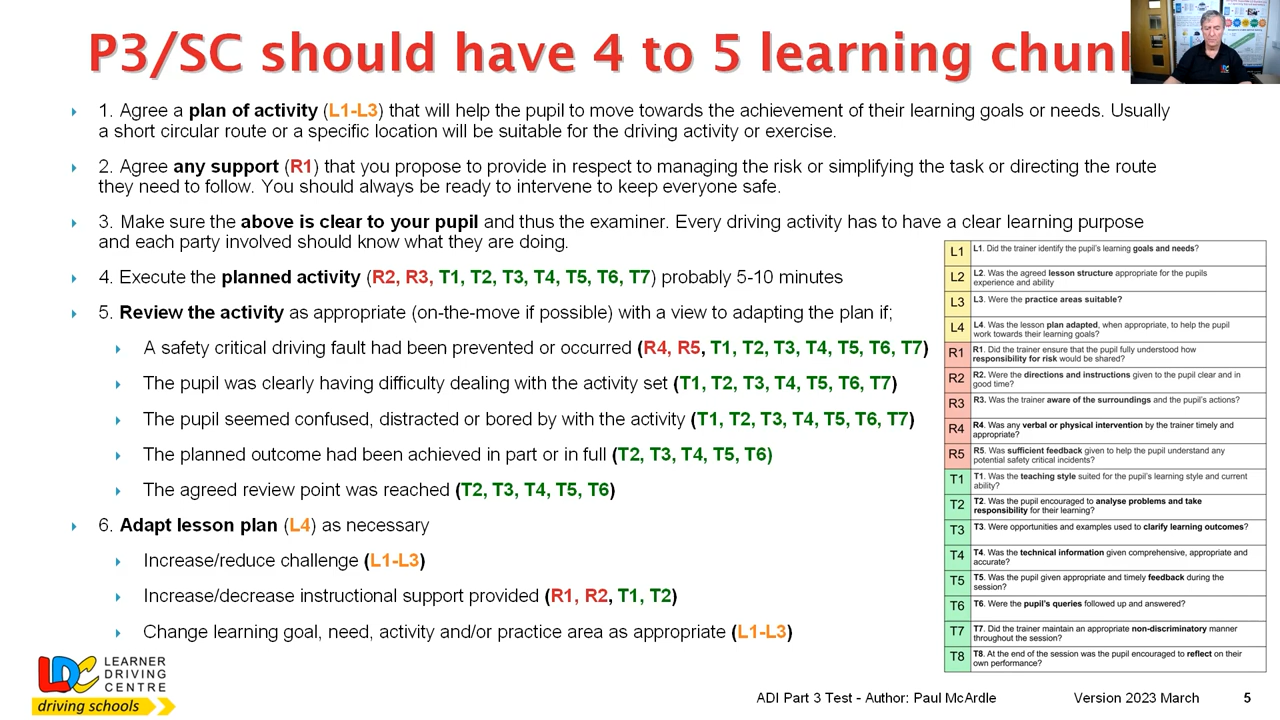 P3/SC should have 4 to 5 learning chun
1. Agree a plan of activity (L1-L3) that will help the pupil to move towards the achievement of their learning goals or needs. Usually
a short circular route or a specific location will be suitable for the driving activity or exercise.
2. Agree any support (R1) that you propose to provide in respect to managing the risk or simplifying the task or directing the route
they need to follow. You should always be ready to intervene to keep everyone safe.
3. Make sure the above is clear to your pupil and thus the examiner. Every driving activity has to have a clear learning purpose
and each party involved should know what they are doing.
4. Execute the planned activity (R2, R3, T1, T2, T3, T4, T5, T6, T7) probably 5-10 minutes
5. Review the activity as appropriate (on-the-move if possible) with a view to adapting the plan if;
A safety critical driving fault had been prevented or occurred (R4, R5, T1, T2, T3, T4, T5, T6, T7)
The pupil was clearly having difficulty dealing with the activity set (T1, T2, T3, T4, T5, T6, T7)
The pupil seemed confused, distracted or bored by with the activity (T1, T2, T3, T4, T5, T6, T7)
The planned outcome had been achieved in part or in full (T2, T3, T4, T5, T6)
The agreed review point was reached (T2, T3, T4, T5, T6)
6. Adapt lesson plan (L4) as necessary
Increase/reduce challenge (L1-L3)
Increase/decrease instructional support provided (R1, R2, T1, T2)
Change learning goal, need, activity and/or practice area as appropriate (L1-L3)
L1 L1. Did the trainer identify the pupil's learning goals and needs?
L2 L2. Was the agreed lesson structure appropriate for the pupils
experience and ability
L3 L3. Were the practice areas suitable?
L4 L4. Was the lesson plan adapted, when appropriate, to help the pupil
work towards their learning goals?
R1 R1. Did the trainer ensure that the pupil fully understood how
responsibility for risk would be shared?
R2 R2. Were the directions and instructions given to the pupil clear and in
good time?
R3 R3. Was the trainer aware of the surroundings and the pupil's actions?
R4 R4. Was any verbal or physical intervention by the trainer timely and
appropriate?
R5 R5. Was sufficient feedback given to help the pupil understand any
potential safety critical incidents?
T1 T1. Was the teaching style suited for the pupil's learning style and current
ability?
T2 T2. Was the pupil encouraged to analyse problems and take
responsibility for their learning?
T3 T3. Were opportunities and examples used to clarify learning outcomes?
T4 T4. Was the technical information given comprehensive, appropriate and
accurate?
T5 T5. Was the pupil given appropriate and timely feedback during the
session?
T6 T6. Were the pupil's queries followed up and answered?
T7 T7. Did the trainer maintain an appropriate non-discriminatory manner
throughout the session?
T8 T8. At the end of the session was the pupil encouraged to reflect on their
own performance?
LDC
LEARNER
DRIVING
CENTRE
driving schools
ADI Part 3 Test - Author: Paul McArdle
Version 2023 March
5